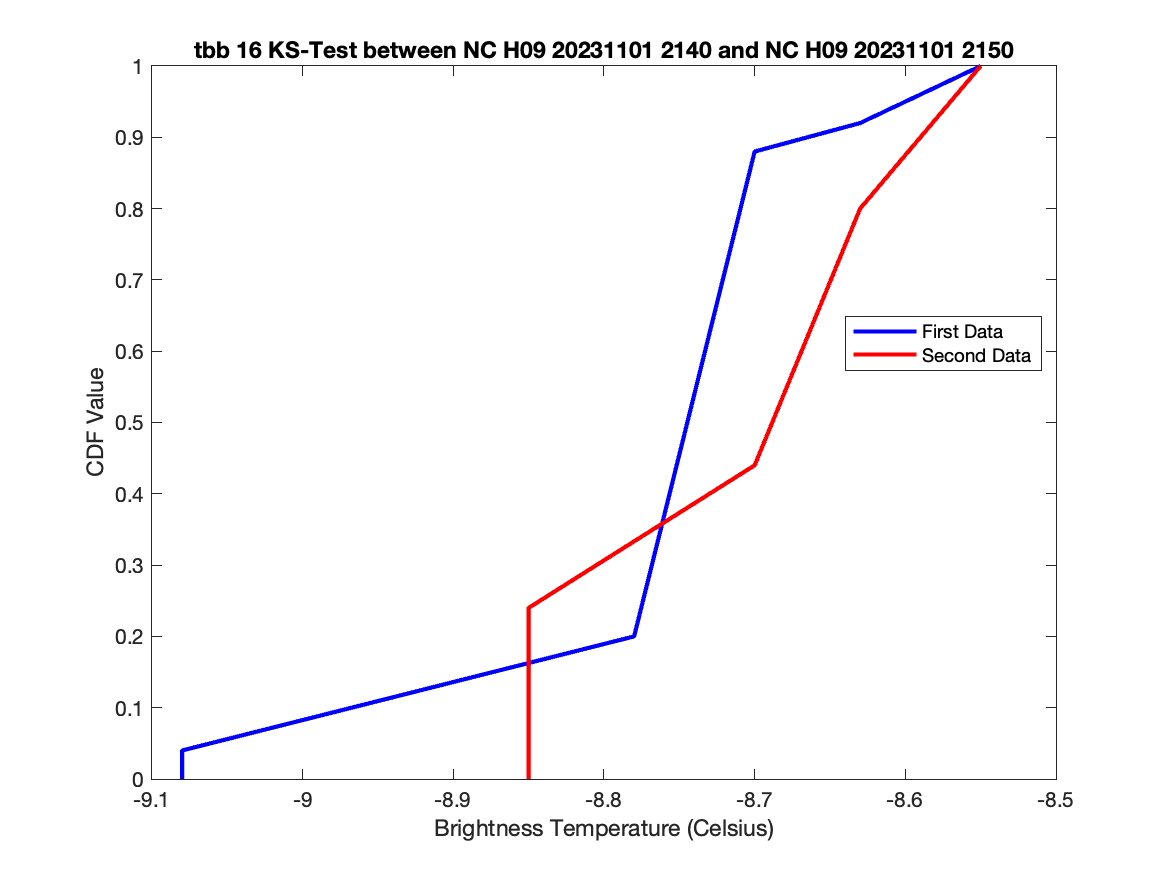 tbb 16 KS-Test between NC H09 20231101 2140 and NC H09 20231101 2150
1
0.9
0.8
0.7
0.6
0.5
0.4
0.3
0.2
0.1
0
CDF Value
First Data
Second Data
-9.1 -9 -8.9 -8.8 -8.7 -8.6 -8.5
Brightness Temperature (Celsius)